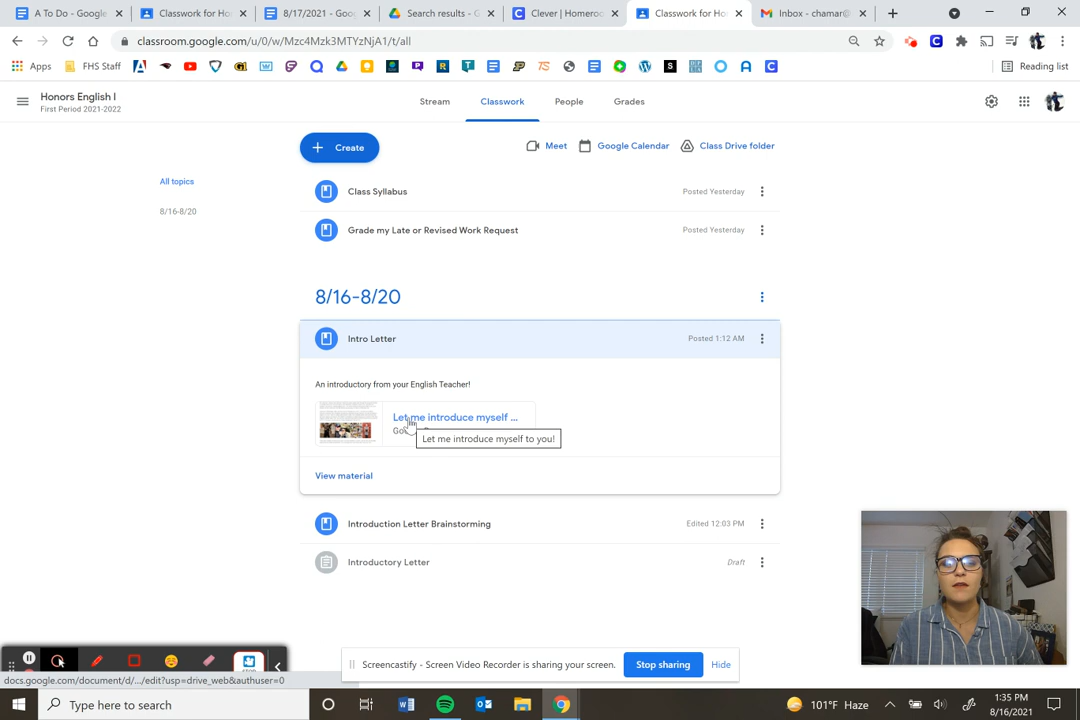 A To Do - Google
Classwork for Ho
8/17/2021 - Goo
Search results - G
Clever | Homeroo
Classwork for Ho
Inbox - chamar@
classroom.google.com/u/0/w/Mzc4Mzk3MTYzNjA1/t/all
Apps
FHS Staff
Reading list
Honors English I
First Period 2021-2022
Stream
Classwork
People
Grades
Create
Meet
Google Calendar
Class Drive folder
All topics
8/16-8/20
Class Syllabus
Posted Yesterday
Grade my Late or Revised Work Request
Posted Yesterday
8/16-8/20
Intro Letter
Posted 1:12 AM
An introductory from your English Teacher!
Let me introduce myself ...
Let me introduce myself to you!
View material
Introduction Letter Brainstorming
Edited 12:03 PM
Introductory Letter
Draft
STOP
Screencastify - Screen Video Recorder is sharing your screen.
Stop sharing
Hide
docs.google.com/document/d/.../edit?usp=drive_web&authuser=0
Type here to search
101°F Haze
1:35 PM
8/16/2021